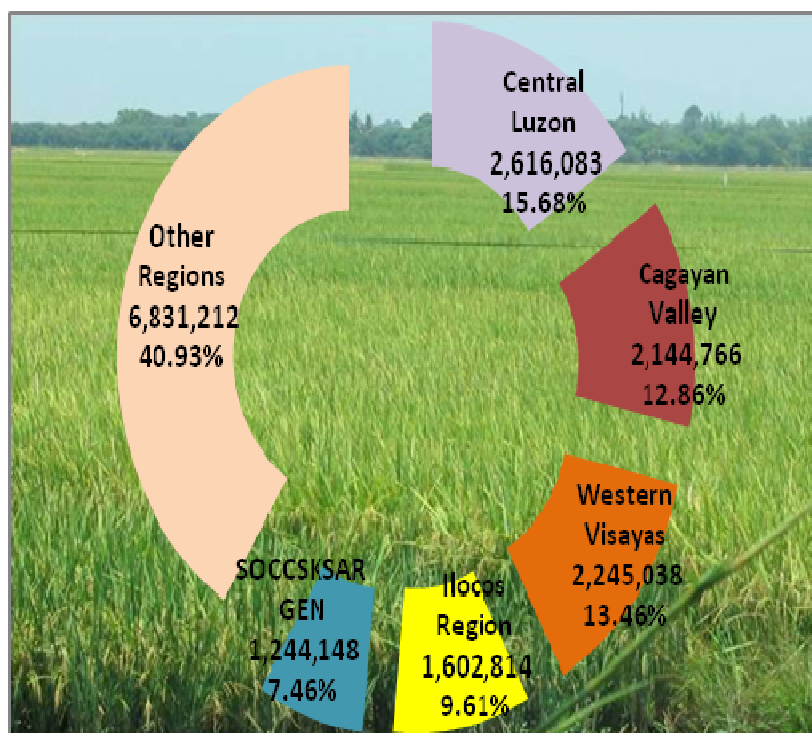 Central
Luzon
2,616,083
15.68%
Cagayan
Valley
2,144,766
12.86%
Western
Visayas
2,245,038
13.46%
Ilocos
Region
1,602,814
9.61%
SOCCSKSAR
GEN
1,244,148
7.46%
Other
Regions
6,831,212
40.93%